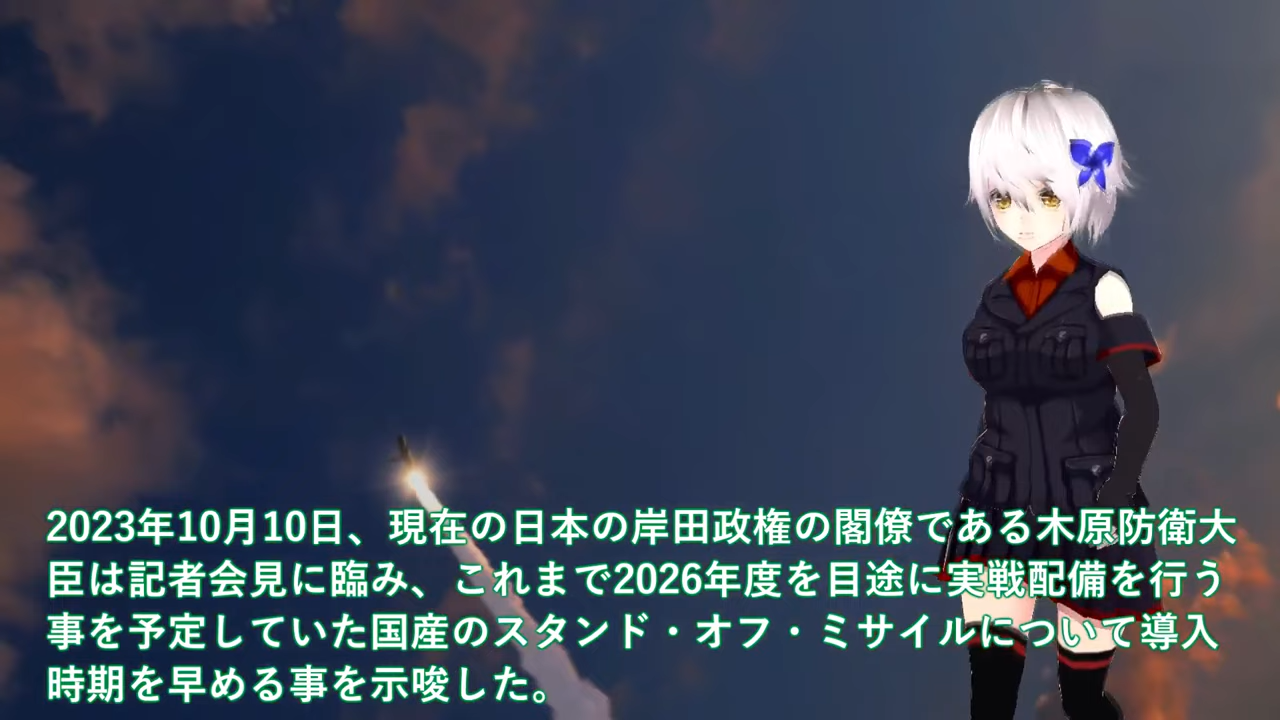 2023年10月10日、現在の日本の岸田政権の閣僚である木原防衛大
臣は記者会見に臨み、これまで2026年度を目途に実戦配備を行う
事を予定していた国産のスタンド・オフ・ミサイルについて導入
時期を早める事を示唆した。